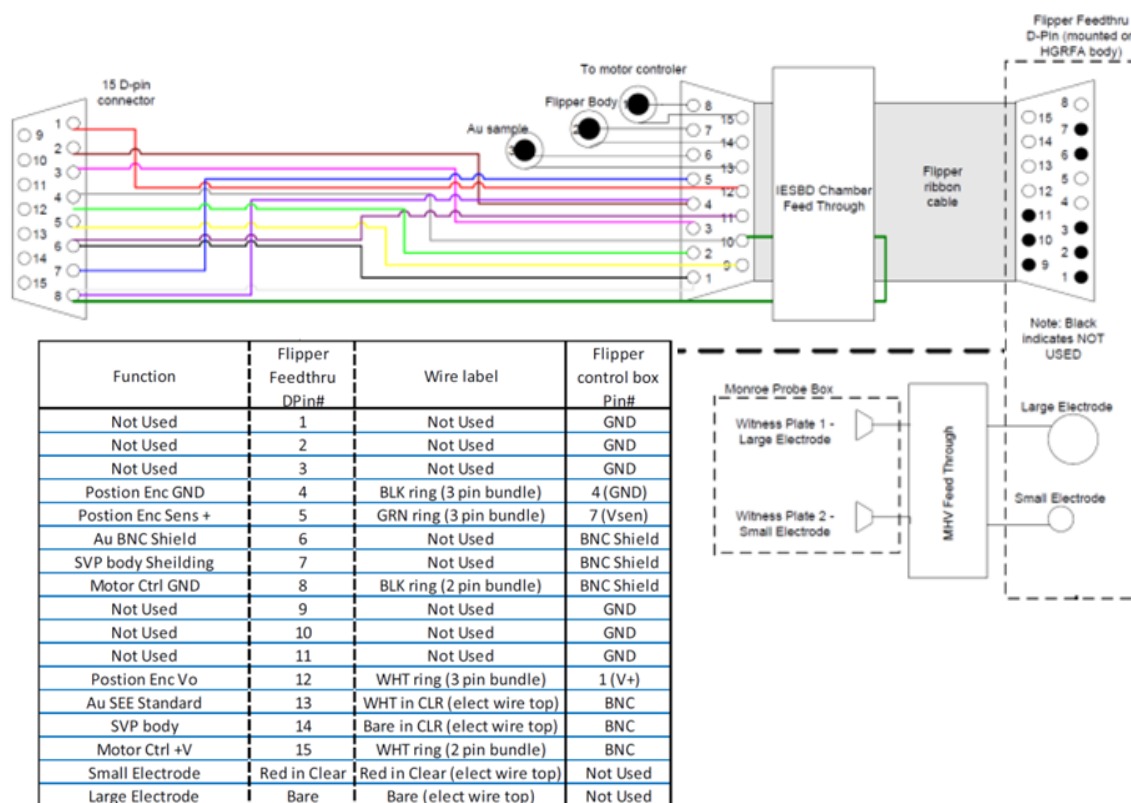 Flipper Feedthru
D-Pin (mounted on
HGRFA body)
15 D-pin
connector
To motor controler
Flipper Body
Au sample
1
2
3
9
10
11
12
13
14
15
1
2
3
4
5
6
7
8
8
7
6
5
4
3
2
1
15
14
13
12
11
10
9
IESBD Chamber
Feed Through
Flipper
ribbon
cable
15
14
13
12
11
10
9
8
7
6
5
4
3
2
1
Note: Black
indicates NOT
USED
Function Flipper Feedthru DPin# Wire label Flipper control box Pin#
Not Used 1 Not Used GND
Not Used 2 Not Used GND
Not Used 3 Not Used GND
Postion Enc GND 4 BLK ring (3 pin bundle) 4 (GND)
Postion Enc Sens + 5 GRN ring (3 pin bundle) 7 (Vsen)
Au BNC Shield 6 Not Used BNC Shield
SVP body Sheilding 7 Not Used BNC Shield
Motor Ctrl GND 8 BLK ring (2 pin bundle) BNC Shield
Not Used 9 Not Used GND
Not Used 10 Not Used GND
Not Used 11 Not Used GND
Postion Enc Vo 12 WHT ring (3 pin bundle) 1 (V+)
Au SEE Standard 13 WHT in CLR (elect wire top) BNC
SVP body 14 Bare in CLR (elect wire top) BNC
Motor Ctrl +V 15 WHT ring (2 pin bundle) BNC
Small Electrode Red in Clear Red in Clear (elect wire top) Not Used
Large Electrode Bare Bare (elect wire top) Not Used
Monroe Probe Box
Witness Plate 1 -
Large Electrode
Witness Plate 2 -
Small Electrode
MHV Feed Through
Large Electrode
Small Electrode